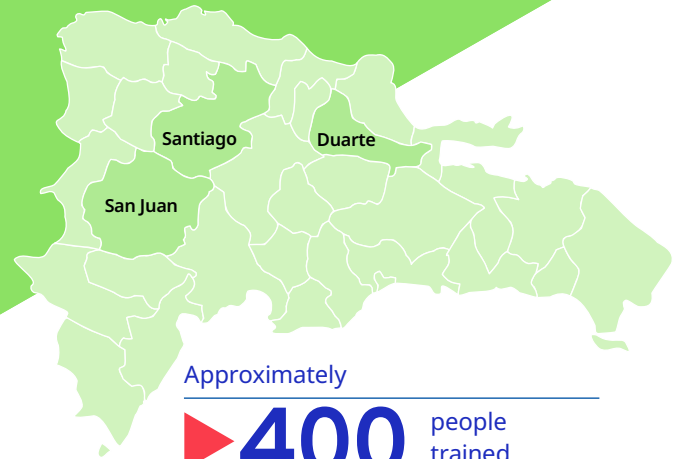 Santiago
Duarte
San Juan
Approximately
400
people
trained